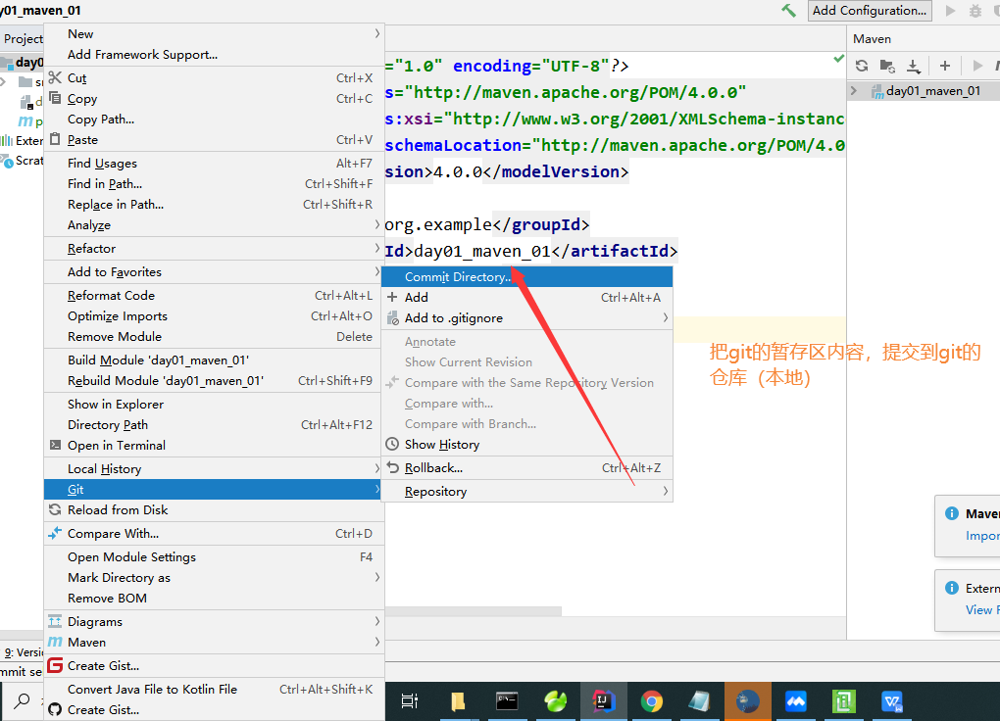 y01_maven_01
Add Configuration...
Project
Maven
day0
day01_maven_01
Exter
Scrat
New
Add Framework Support...
Cut Ctrl+X
Copy Ctrl+C
Copy Path...
Paste Ctrl+V
Find Usages Alt+F7
Find in Path... Ctrl+Shift+F
Replace in Path... Ctrl+Shift+R
Analyze
Refactor
Add to Favorites
Reformat Code Ctrl+Alt+L
Optimize Imports Ctrl+Alt+O
Remove Module Delete
Build Module 'day01_maven_01'
Rebuild Module 'day01_maven_01' Ctrl+Shift+F9
Show in Explorer
Directory Path Ctrl+Alt+F12
Open in Terminal
Local History
Git
Reload from Disk
Compare With... Ctrl+D
Open Module Settings F4
Mark Directory as
Remove BOM
Diagrams
Maven
Create Gist...
Convert Java File to Kotlin File Ctrl+Alt+Shift+K
Create Gist...
="1.0" encoding="UTF-8"?>
s="http://maven.apache.org/POM/4.0.0"
s:xsi="http://www.w3.org/2001/XMLSchema-instanc
schemaLocation="http://maven.apache.org/POM/4.0
sion>4.0.0</modelVersion>
org.example</groupId>
Id>day01_maven_01</artifactId>
Commit Directory...
Add Ctrl+Alt+A
Add to .gitignore
Annotate
Show Current Revision
Compare with the Same Repository Version
Compare with...
Compare with Branch...
Show History
Rollback... Ctrl+Alt+Z
Repository
把git的暂存区内容，提交到git的
仓库（本地）
Maven
Impor
Extern
View F
9: Versio
mmit se